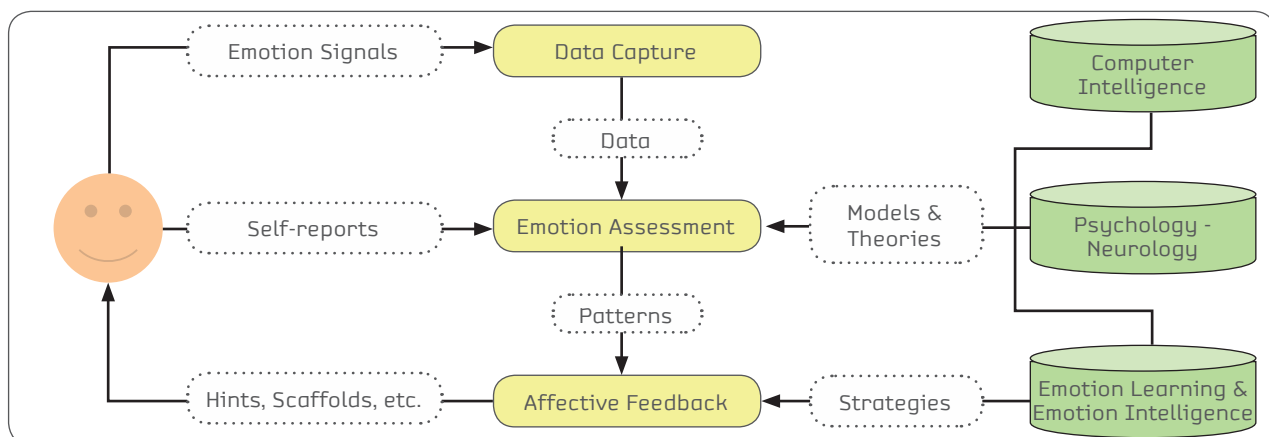 Emotion Signals
Data Capture
Computer
Intelligence
Data
Self-reports
Emotion Assessment
Models &
Theories
Psychology -
Neurology
Patterns
Hints, Scaffolds, etc.
Affective Feedback
Strategies
Emotion Learning &
Emotion Intelligence